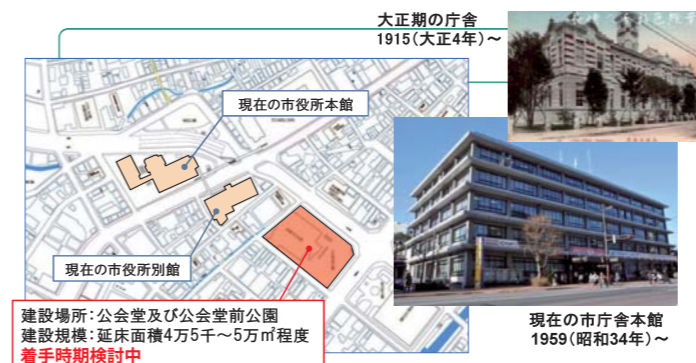 大正期の庁舎
1915(大正4年)～
現在の市役所本館
現在の市役所別館
建設場所：公会堂及び公会堂前公園
建設規模：延床面積4万5千～5万㎡程度
着手時期検討中
現在の市庁舎本館
1959(昭和34年)～